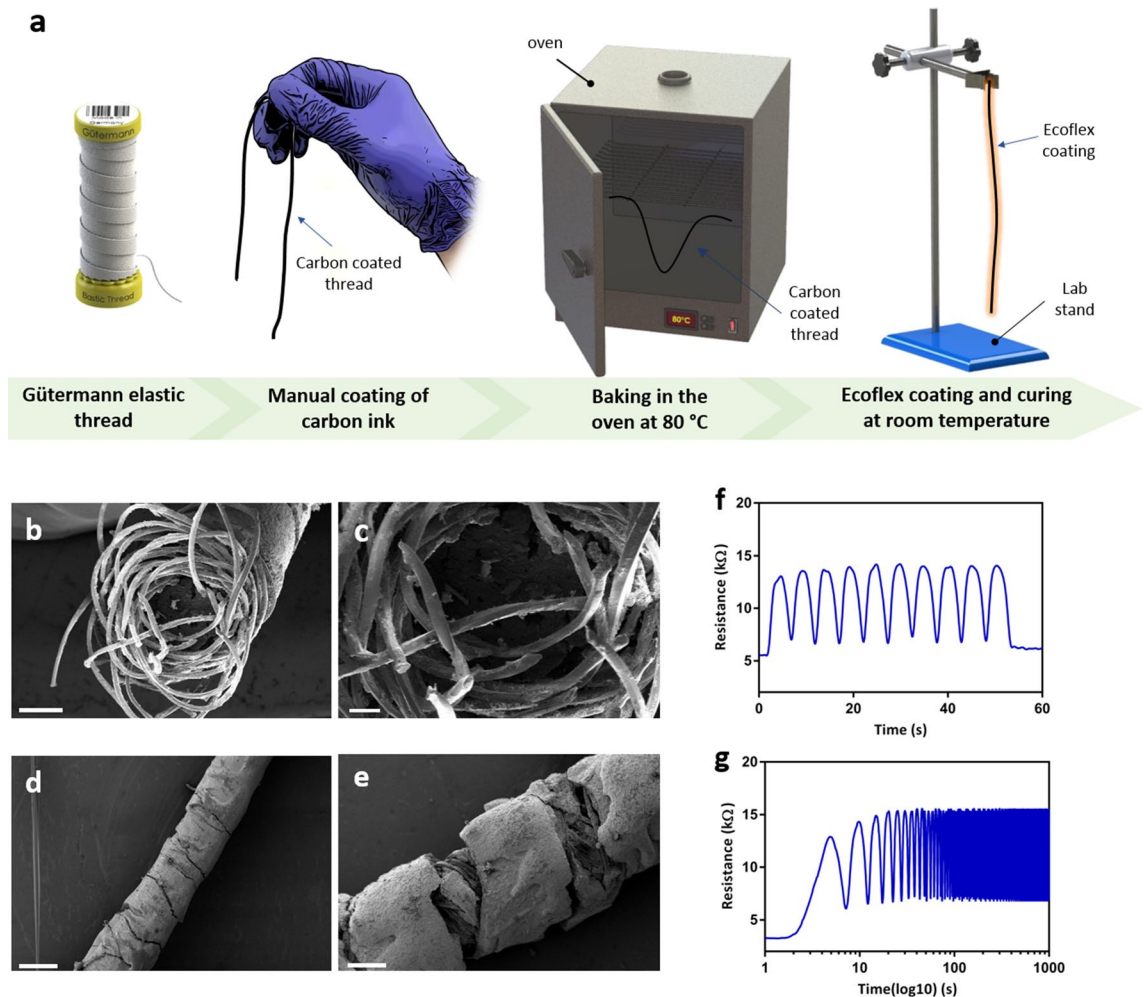 a
oven
Made in
Germany
Gütermann
Elastic Thread
Carbon coated
thread
80°C
Carbon
coated
thread
Ecoflex
coating
Lab
stand
Gütermann elastic
thread
Manual coating of
carbon ink
Baking in the
oven at 80 °C
Ecoflex coating and curing
at room temperature
b
c
d
e
f
Resistance (kΩ)
20
15
10
5
0
20
40
60
Time (s)
g
Resistance (kΩ)
20
15
10
5
1
10
100
1000
Time(log10) (s)